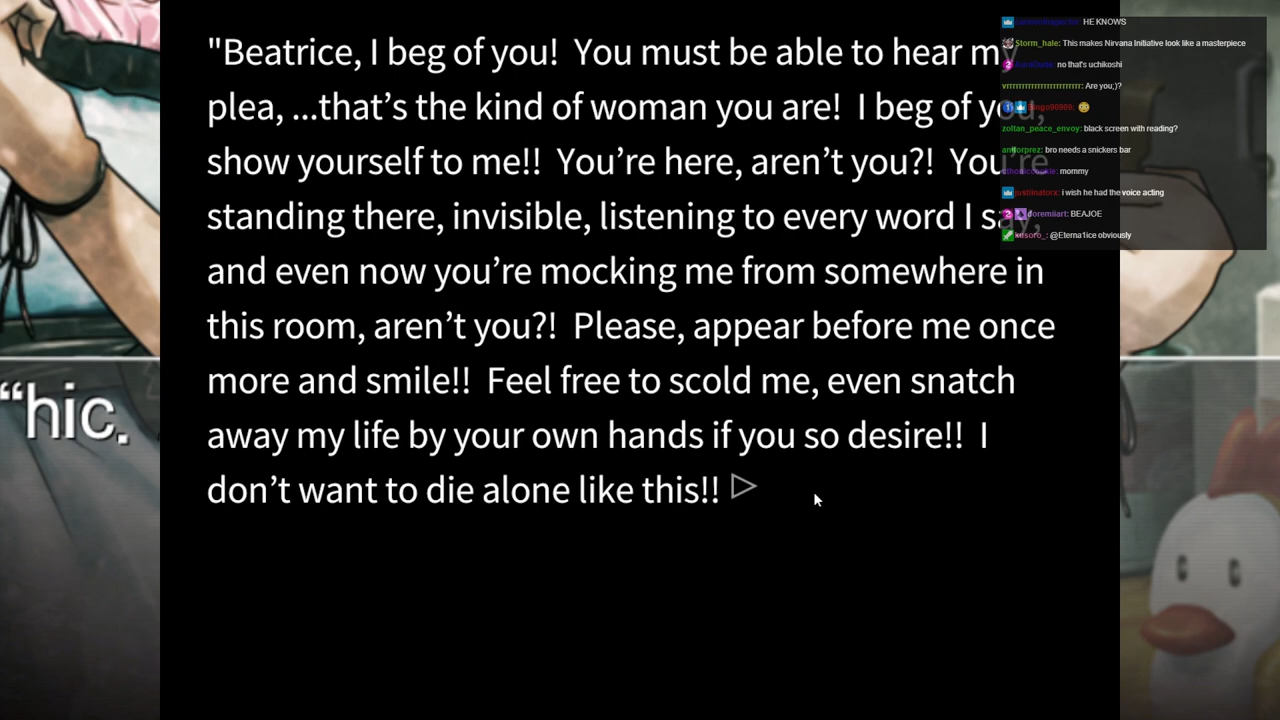 "Beatrice, I beg of you!  You must be able to hear my
plea, ...that's the kind of woman you are!  I beg of you,
show yourself to me!!  You're here, aren't you?!  You're
standing there, invisible, listening to every word I say,
and even now you're mocking me from somewhere in
this room, aren't you?!  Please, appear before me once
more and smile!!  Feel free to scold me, even snatch
away my life by your own hands if you so desire!!  I
don't want to die alone like this!!
“hic.
HE KNOWS
Storm_hale: This makes Nirvana Initiative look like a masterpiece
no that's uchikoshi
Are you;)?
zoltan_peace_envoy: black screen with reading?
bro needs a snickers bar
mommy
justiinatorx: i wish he had the voice acting
doremiiart: BEAJOE
kusoro_: @Eterna1ice obviously